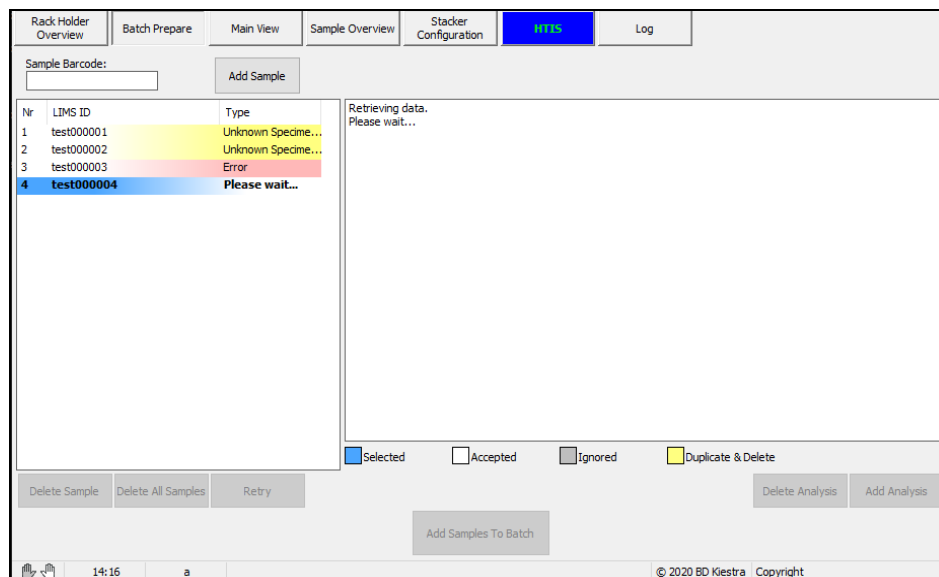 Rack Holder Overview
Batch Prepare
Main View
Sample Overview
Stacker Configuration
HTIS
Log
Sample Barcode:
Add Sample
Nr LIMS ID Type
1 test000001 Unknown Specime...
2 test000002 Unknown Specime...
3 test000003 Error
4 test000004 Please wait...
Retrieving data.
Please wait...
Selected Accepted Ignored Duplicate & Delete
Delete Sample Delete All Samples Retry Delete Analysis Add Analysis
Add Samples To Batch
14:16 a © 2020 BD Kiestra Copyright